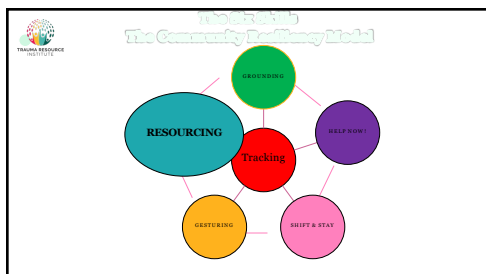 The Six Skills
The Community Resiliency Model
TRAUMA RESOURCE
INSTITUTE
GROUNDING
RESOURCING
HELP NOW!
Tracking
GESTURING
SHIFT & STAY